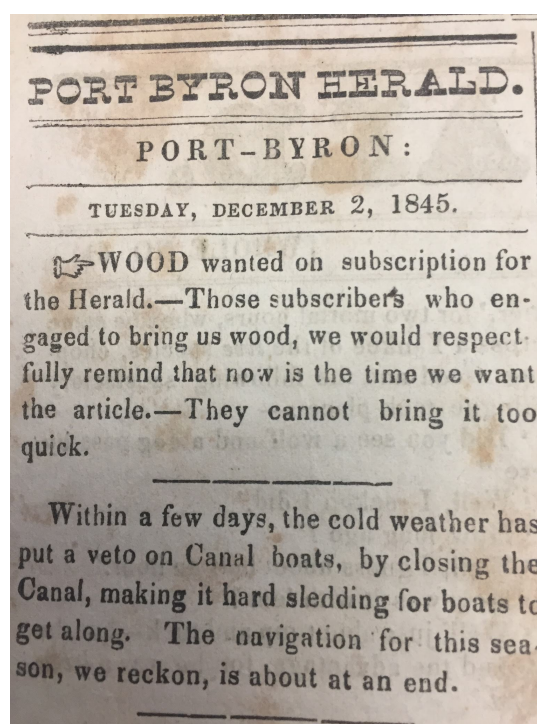 PORT BYRON HERALD.
PORT-BYRON:
TUESDAY, DECEMBER 2, 1845.
☞WOOD wanted on subscription for
the Herald.—Those subscribers who en-
gaged to bring us wood, we would respect-
fully remind that now is the time we want
the article.—They cannot bring it too
quick.
Within a few days, the cold weather has
put a veto on Canal boats, by closing the
Canal, making it hard sledding for boats to
get along. The navigation for this sea-
son, we reckon, is about at an end.